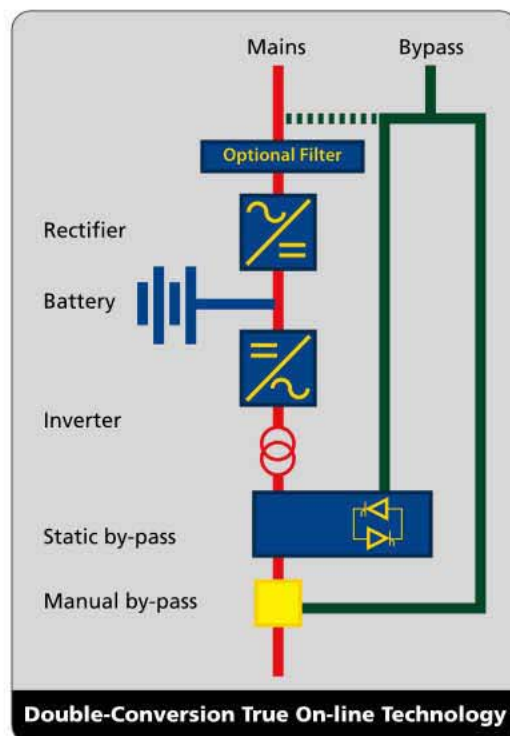 Mains Bypass
Optional Filter
Rectifier
Battery
Inverter
Static by-pass
Manual by-pass
Double-Conversion True On-line Technology